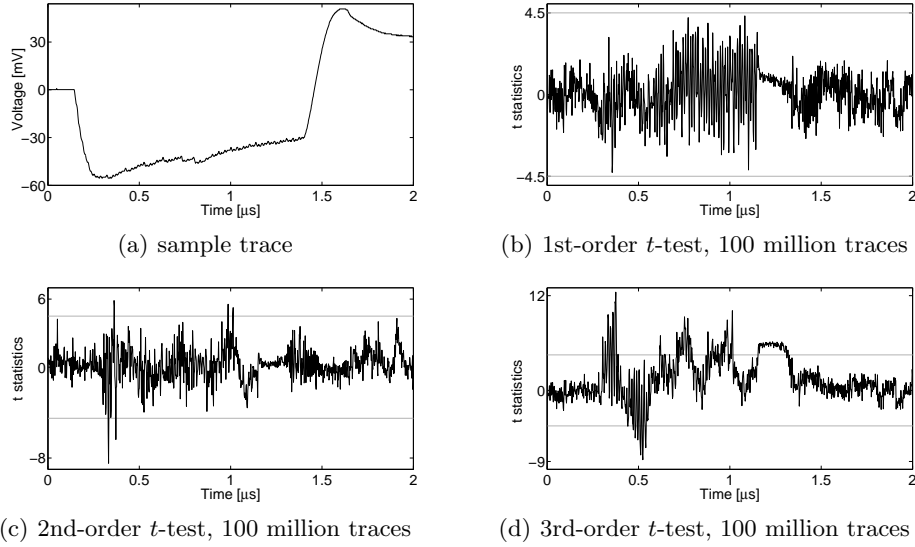 30
0
−30
−60
Voltage [mV]
0 0.5 1 1.5 2
Time [µs]
(a) sample trace
4.5
0
−4.5
t statistics
0 0.5 1 1.5 2
Time [µs]
(b) 1st-order t-test, 100 million traces
6
0
−8
t statistics
0 0.5 1 1.5 2
Time [µs]
(c) 2nd-order t-test, 100 million traces
12
0
−9
t statistics
0 0.5 1 1.5 2
Time [µs]
(d) 3rd-order t-test, 100 million traces